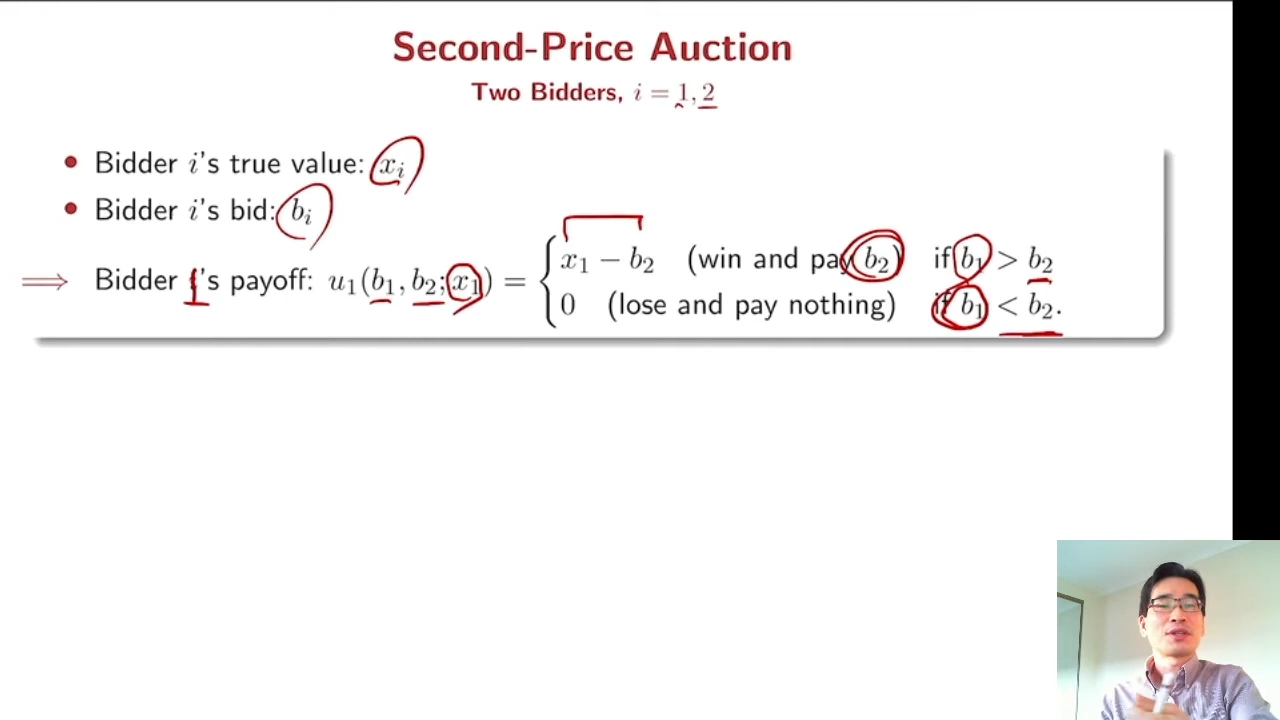 Second-Price Auction
Two Bidders, i = 1, 2
• Bidder i's true value: x_i
• Bidder i's bid: b_i
⟹ Bidder 1's payoff: u_1(b_1, b_2; x_1) = { x_1 − b_2 (win and pay b_2) if b_1 > b_2
0 (lose and pay nothing) if b_1 < b_2.